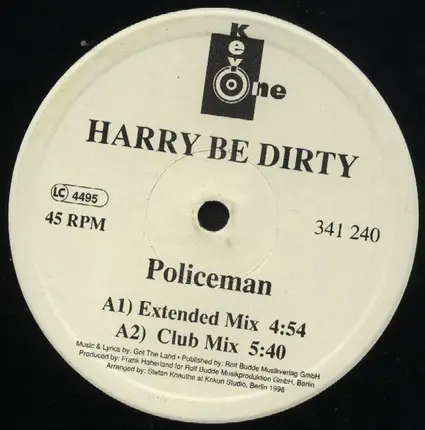 Key One
HARRY BE DIRTY
LC 4495
45 RPM
341 240
Policeman
A1) Extended Mix 4:54
A2) Club Mix 5:40
Music & Lyrics by: Got The Land • Published by: Rolf Budde Musikverlag GmbH
Produced by: Frank Haherland for Rolf Budde Musikproduktion GmbH, Berlin
Arranged by: Stefan Knauthe at Knkon Studio, Berlin 1996